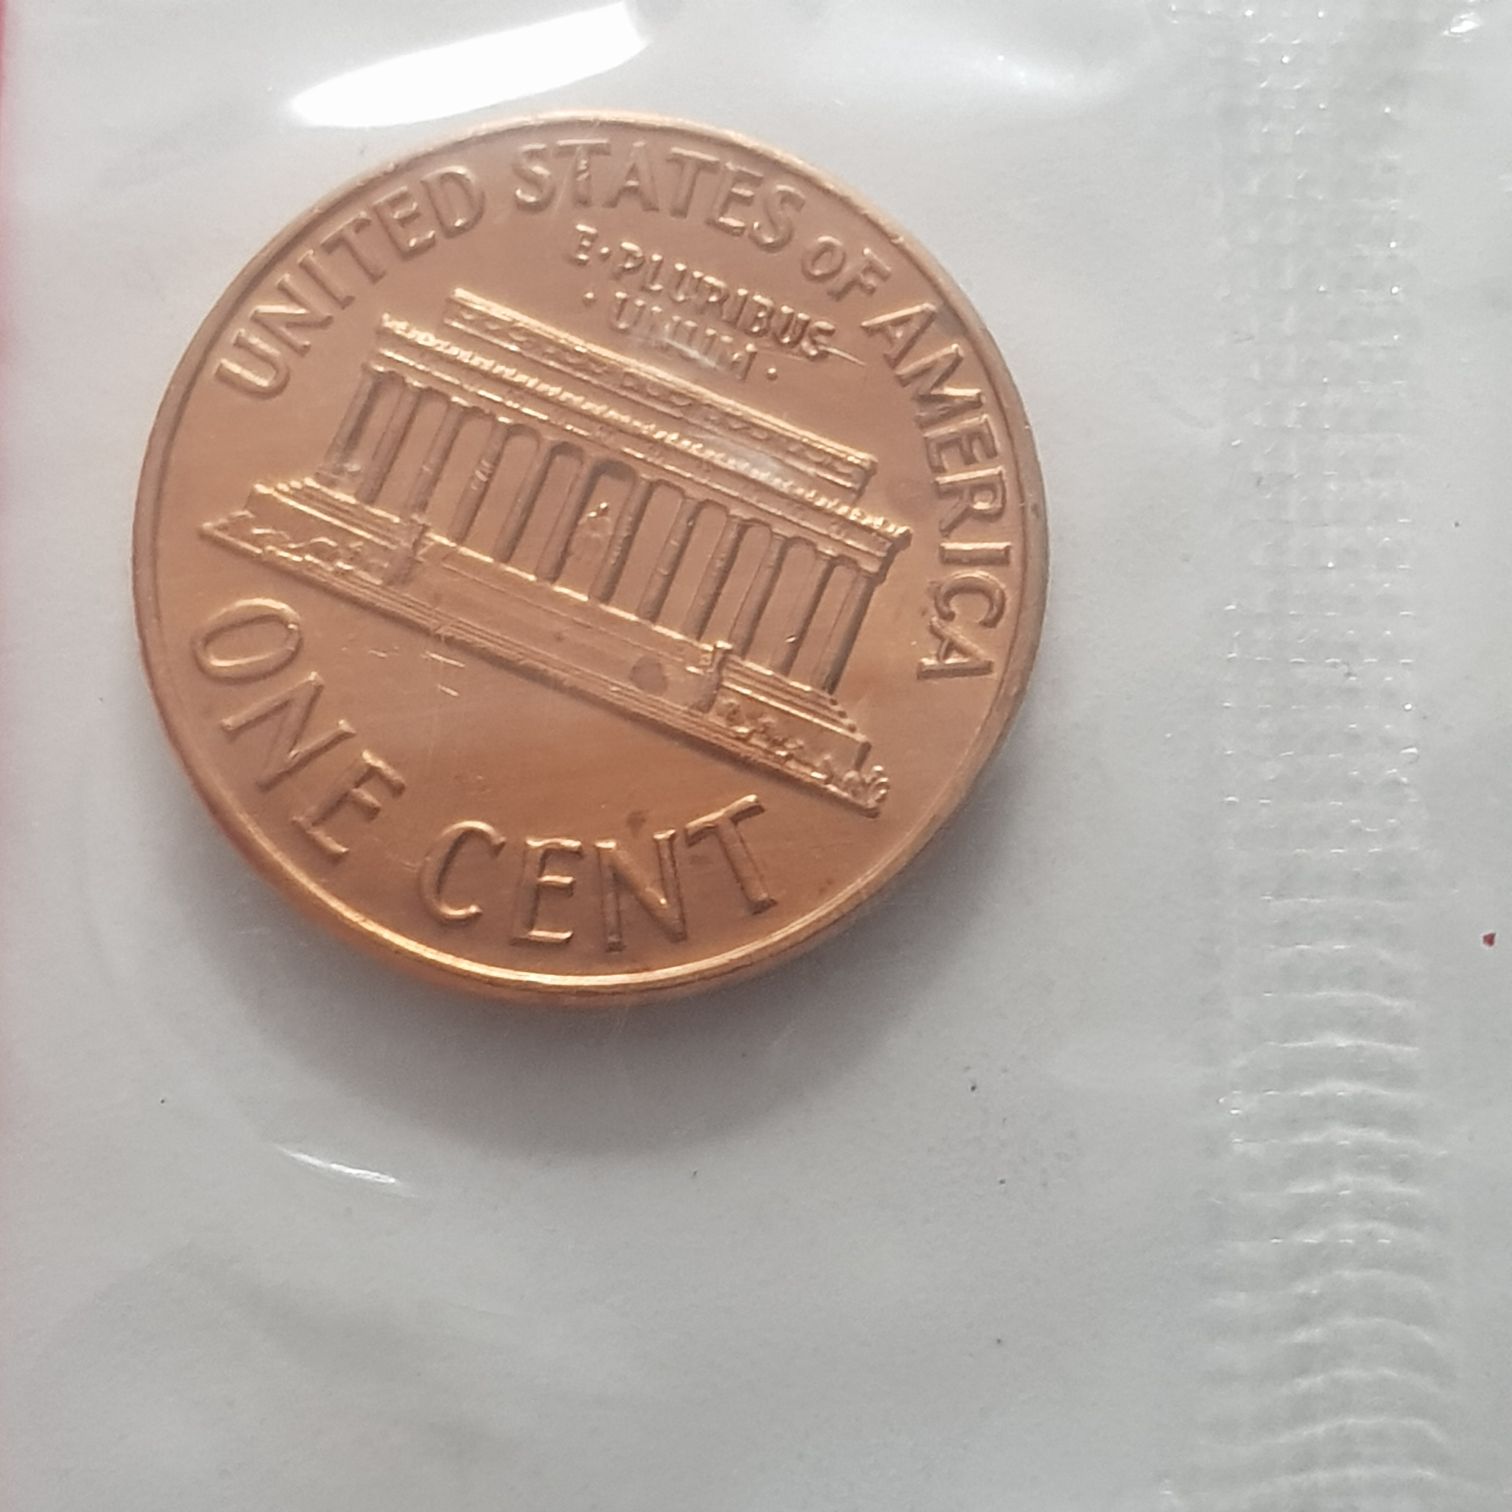 UNITED STATES OF AMERICA
E·PLURIBUS
·UNUM·
ONE CENT